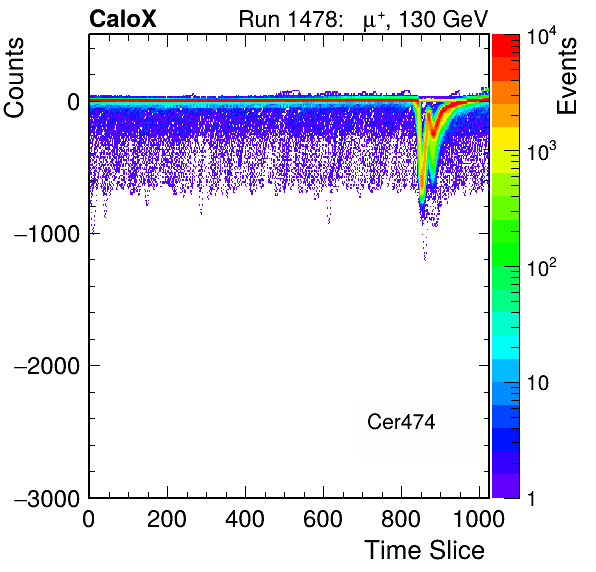 CaloX Run 1478: μ⁺, 130 GeV
Counts
Events
0
−1000
−2000
−3000
10⁴
10³
10²
10
1
Cer474
0 200 400 600 800 1000
Time Slice